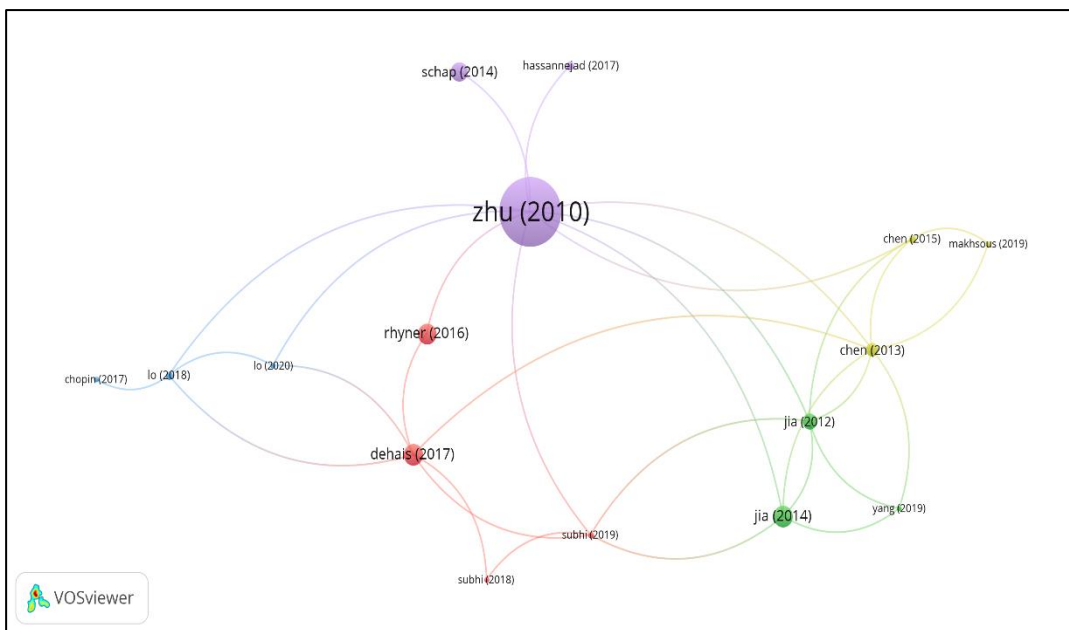 schap (2014)
hassannejad (2017)
zhu (2010)
chen (2015)
makhsous (2019)
rhyner (2016)
chen (2013)
lo (2020)
lo (2018)
chopin (2017)
jia (2012)
dehais (2017)
yang (2019)
jia (2014)
subhi (2019)
subhi (2018)
VOSviewer